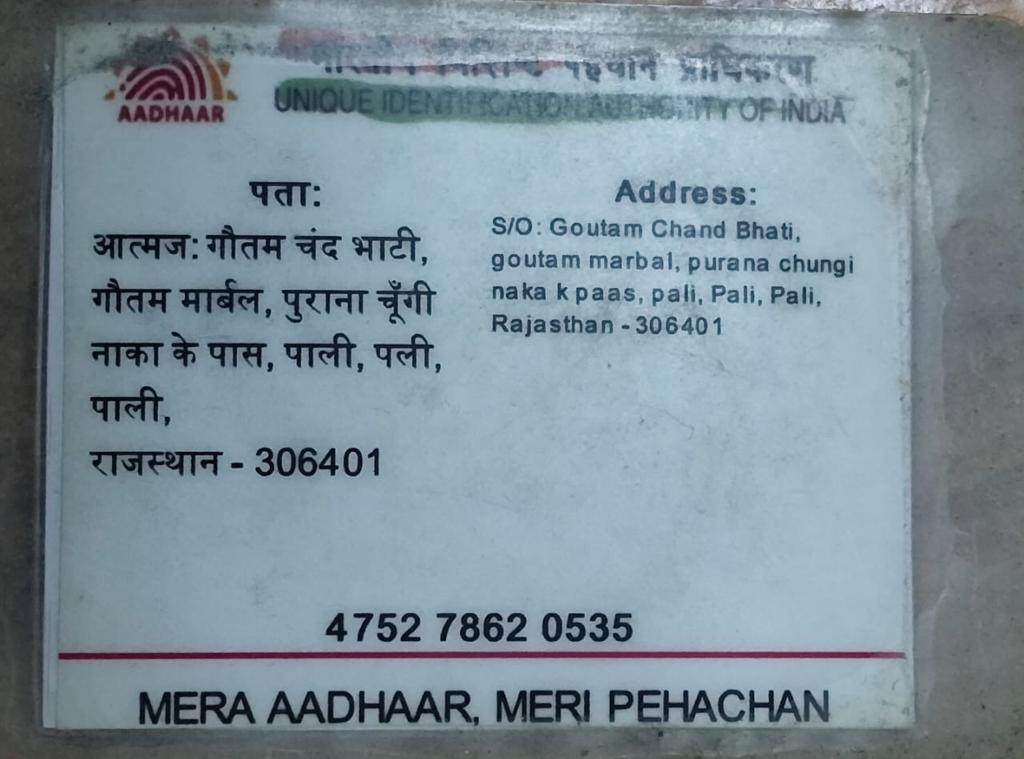 AADHAAR
भारतीय विशिष्ट पहचान प्राधिकरण
UNIQUE IDENTIFICATION AUTHORITY OF INDIA
पता:
आत्मज: गौतम चंद भाटी,
गौतम मार्बल, पुराना चूँगी
नाका के पास, पाली, पली,
पाली,
राजस्थान - 306401
Address:
S/O: Goutam Chand Bhati,
goutam marbal, purana chungi
naka k paas, pali, Pali, Pali,
Rajasthan - 306401
4752 7862 0535
MERA AADHAAR, MERI PEHACHAN